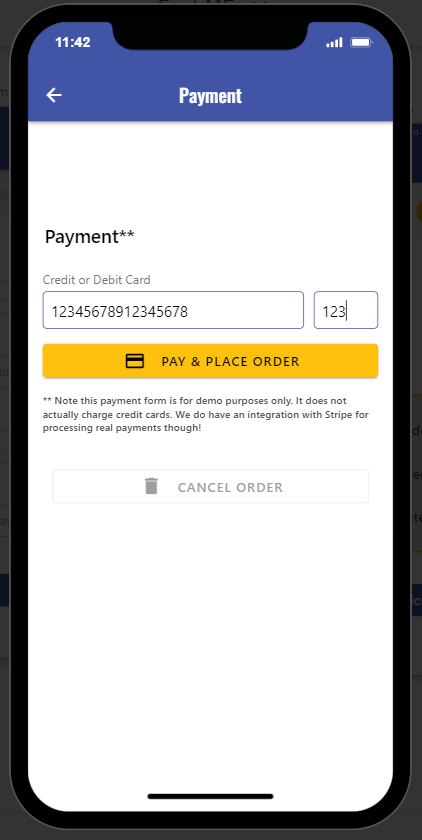 11:42
Payment
Payment**
Credit or Debit Card
12345678912345678
123
PAY & PLACE ORDER
** Note this payment form is for demo purposes only. It does not
actually charge credit cards. We do have an integration with Stripe for
processing real payments though!
CANCEL ORDER